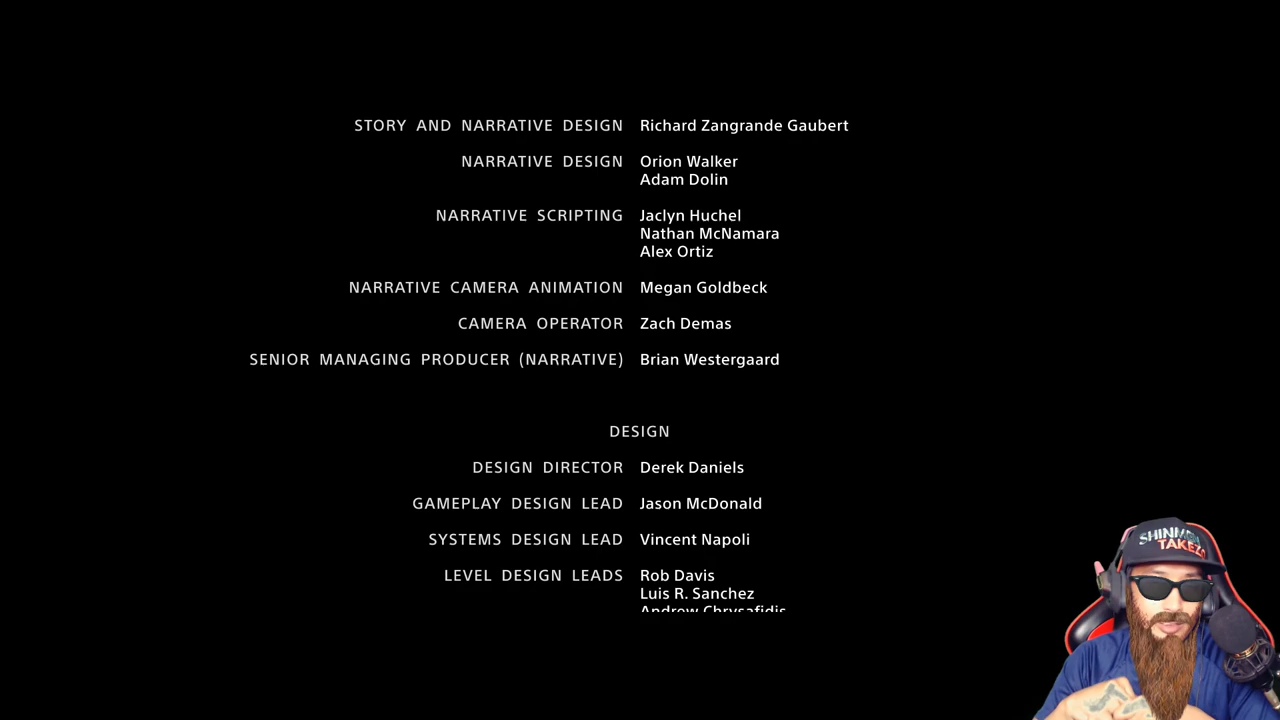 STORY AND NARRATIVE DESIGN Richard Zangrande Gaubert
NARRATIVE DESIGN Orion Walker
Adam Dolin
NARRATIVE SCRIPTING Jaclyn Huchel
Nathan McNamara
Alex Ortiz
NARRATIVE CAMERA ANIMATION Megan Goldbeck
CAMERA OPERATOR Zach Demas
SENIOR MANAGING PRODUCER (NARRATIVE) Brian Westergaard
DESIGN
DESIGN DIRECTOR Derek Daniels
GAMEPLAY DESIGN LEAD Jason McDonald
SYSTEMS DESIGN LEAD Vincent Napoli
LEVEL DESIGN LEADS Rob Davis
Luis R. Sanchez
Andrew Chrysafidis
TAKEZO